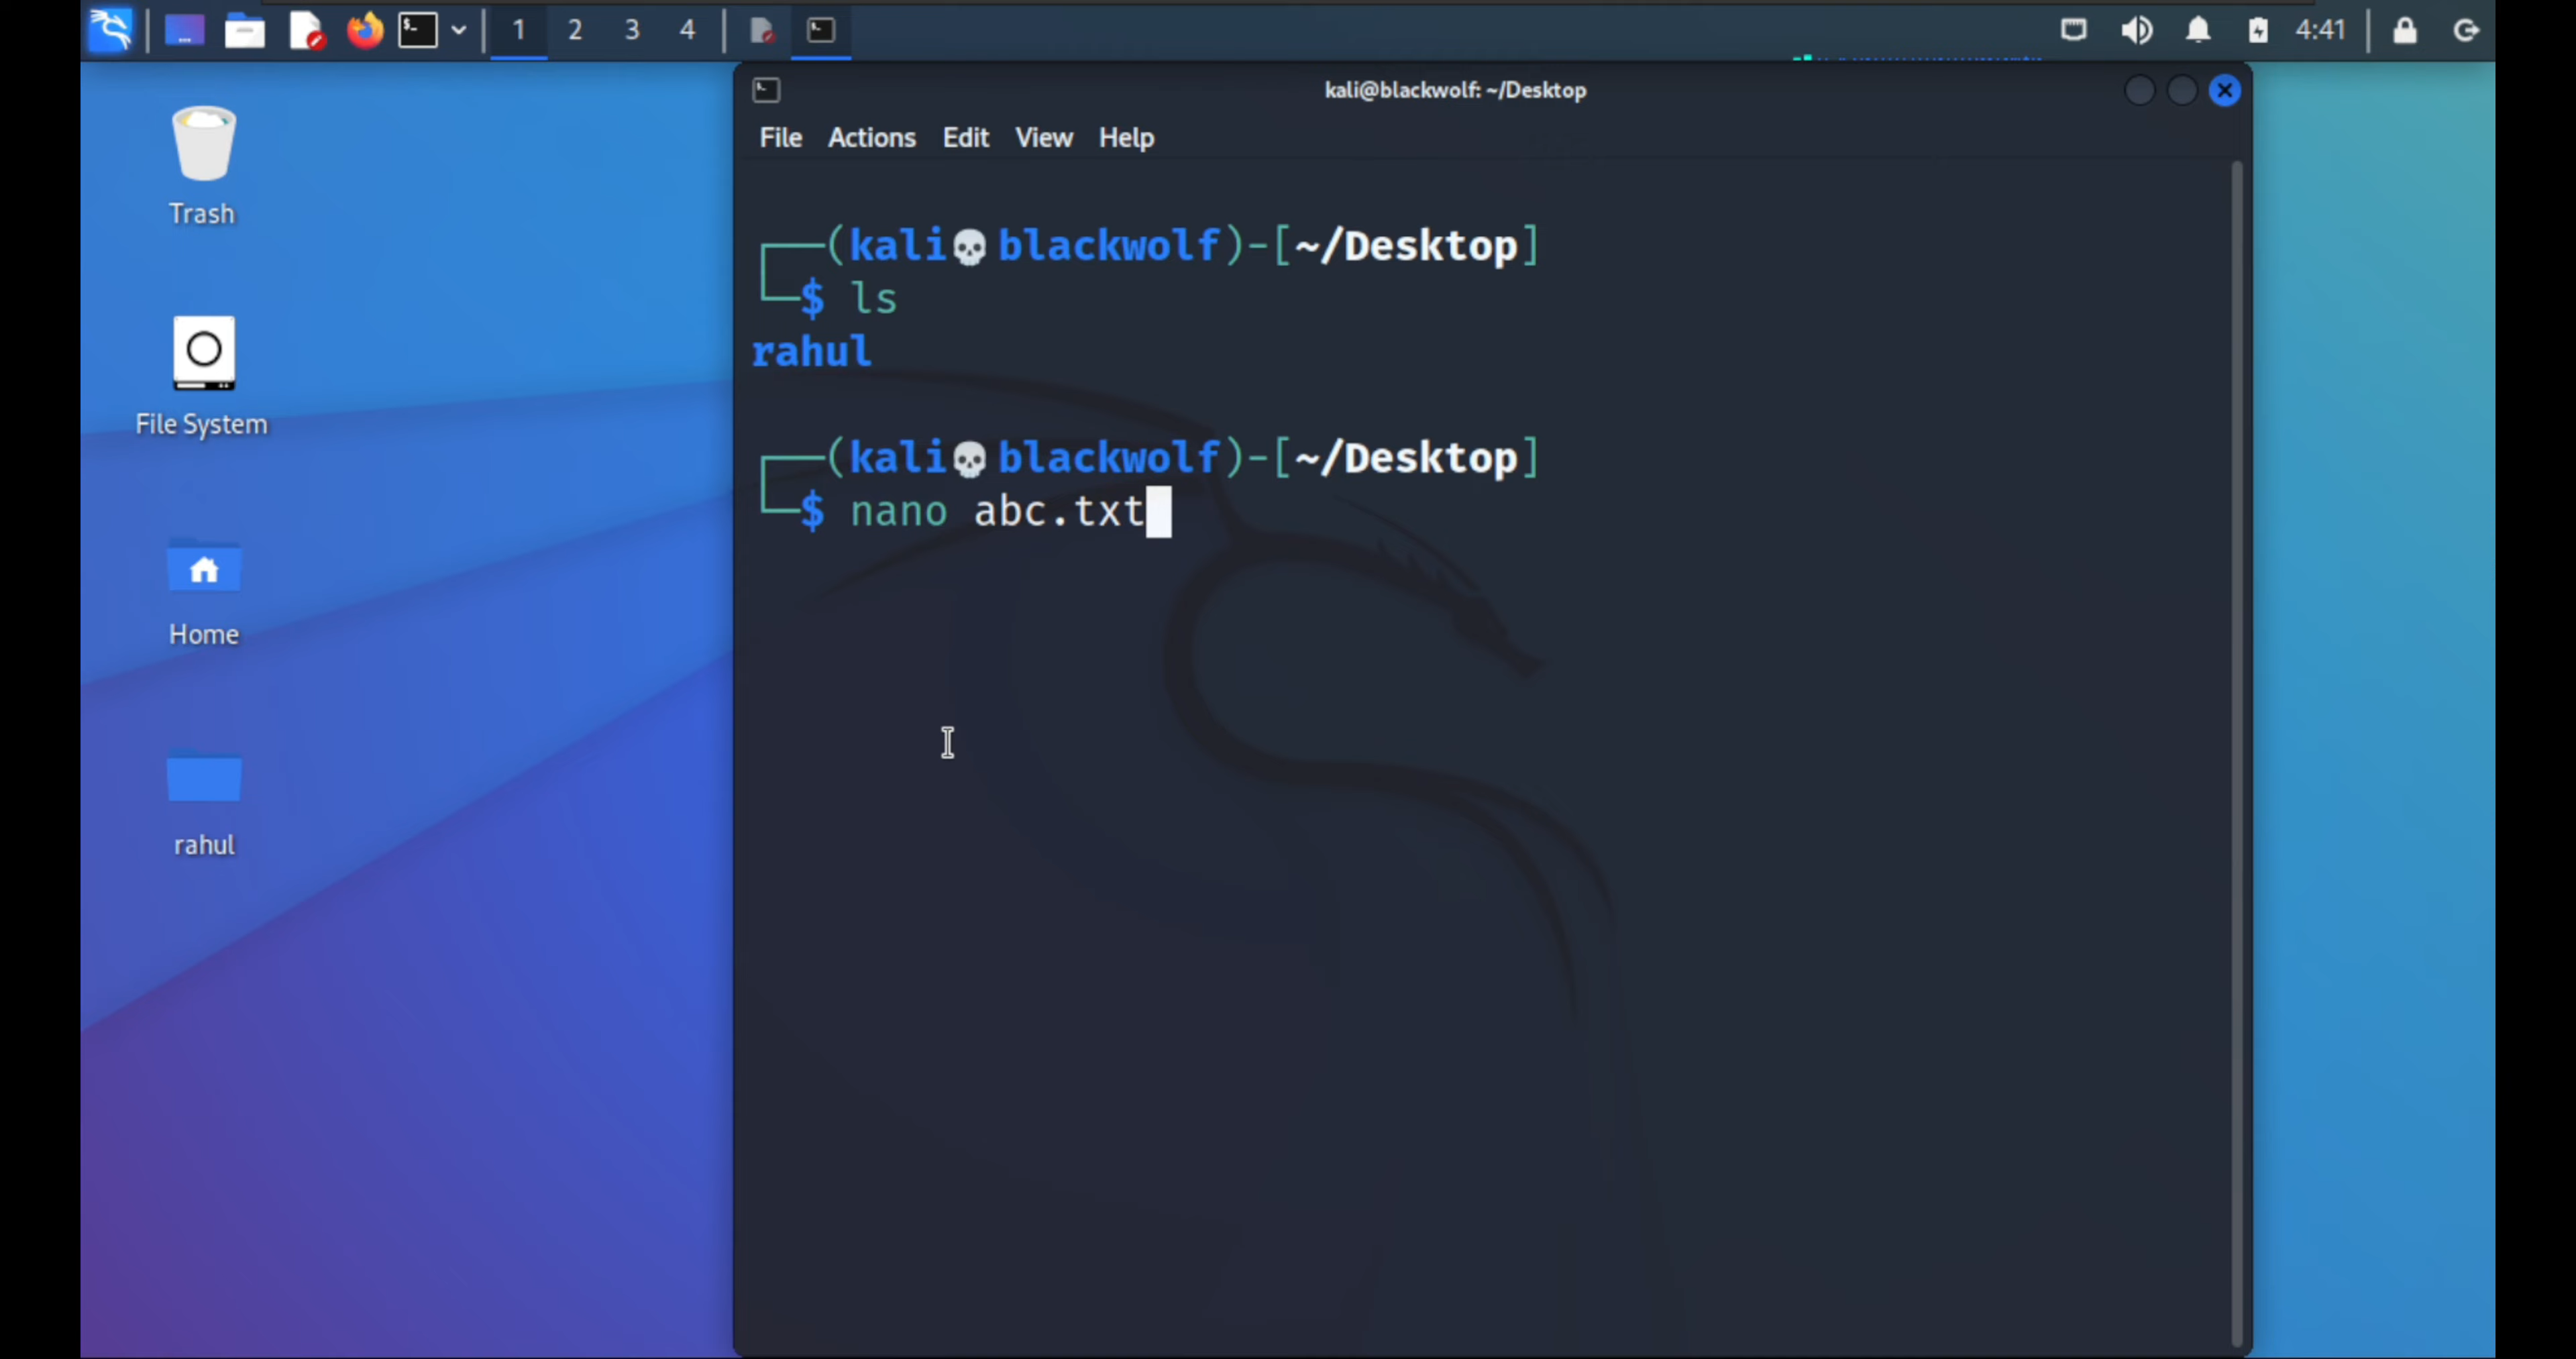 1 2 3 4 4:41
kali@blackwolf: ~/Desktop
File Actions Edit View Help
Trash
File System
Home
rahul
┌──(kali💀blackwolf)-[~/Desktop]
└─$ ls
rahul
┌──(kali💀blackwolf)-[~/Desktop]
└─$ nano abc.txt